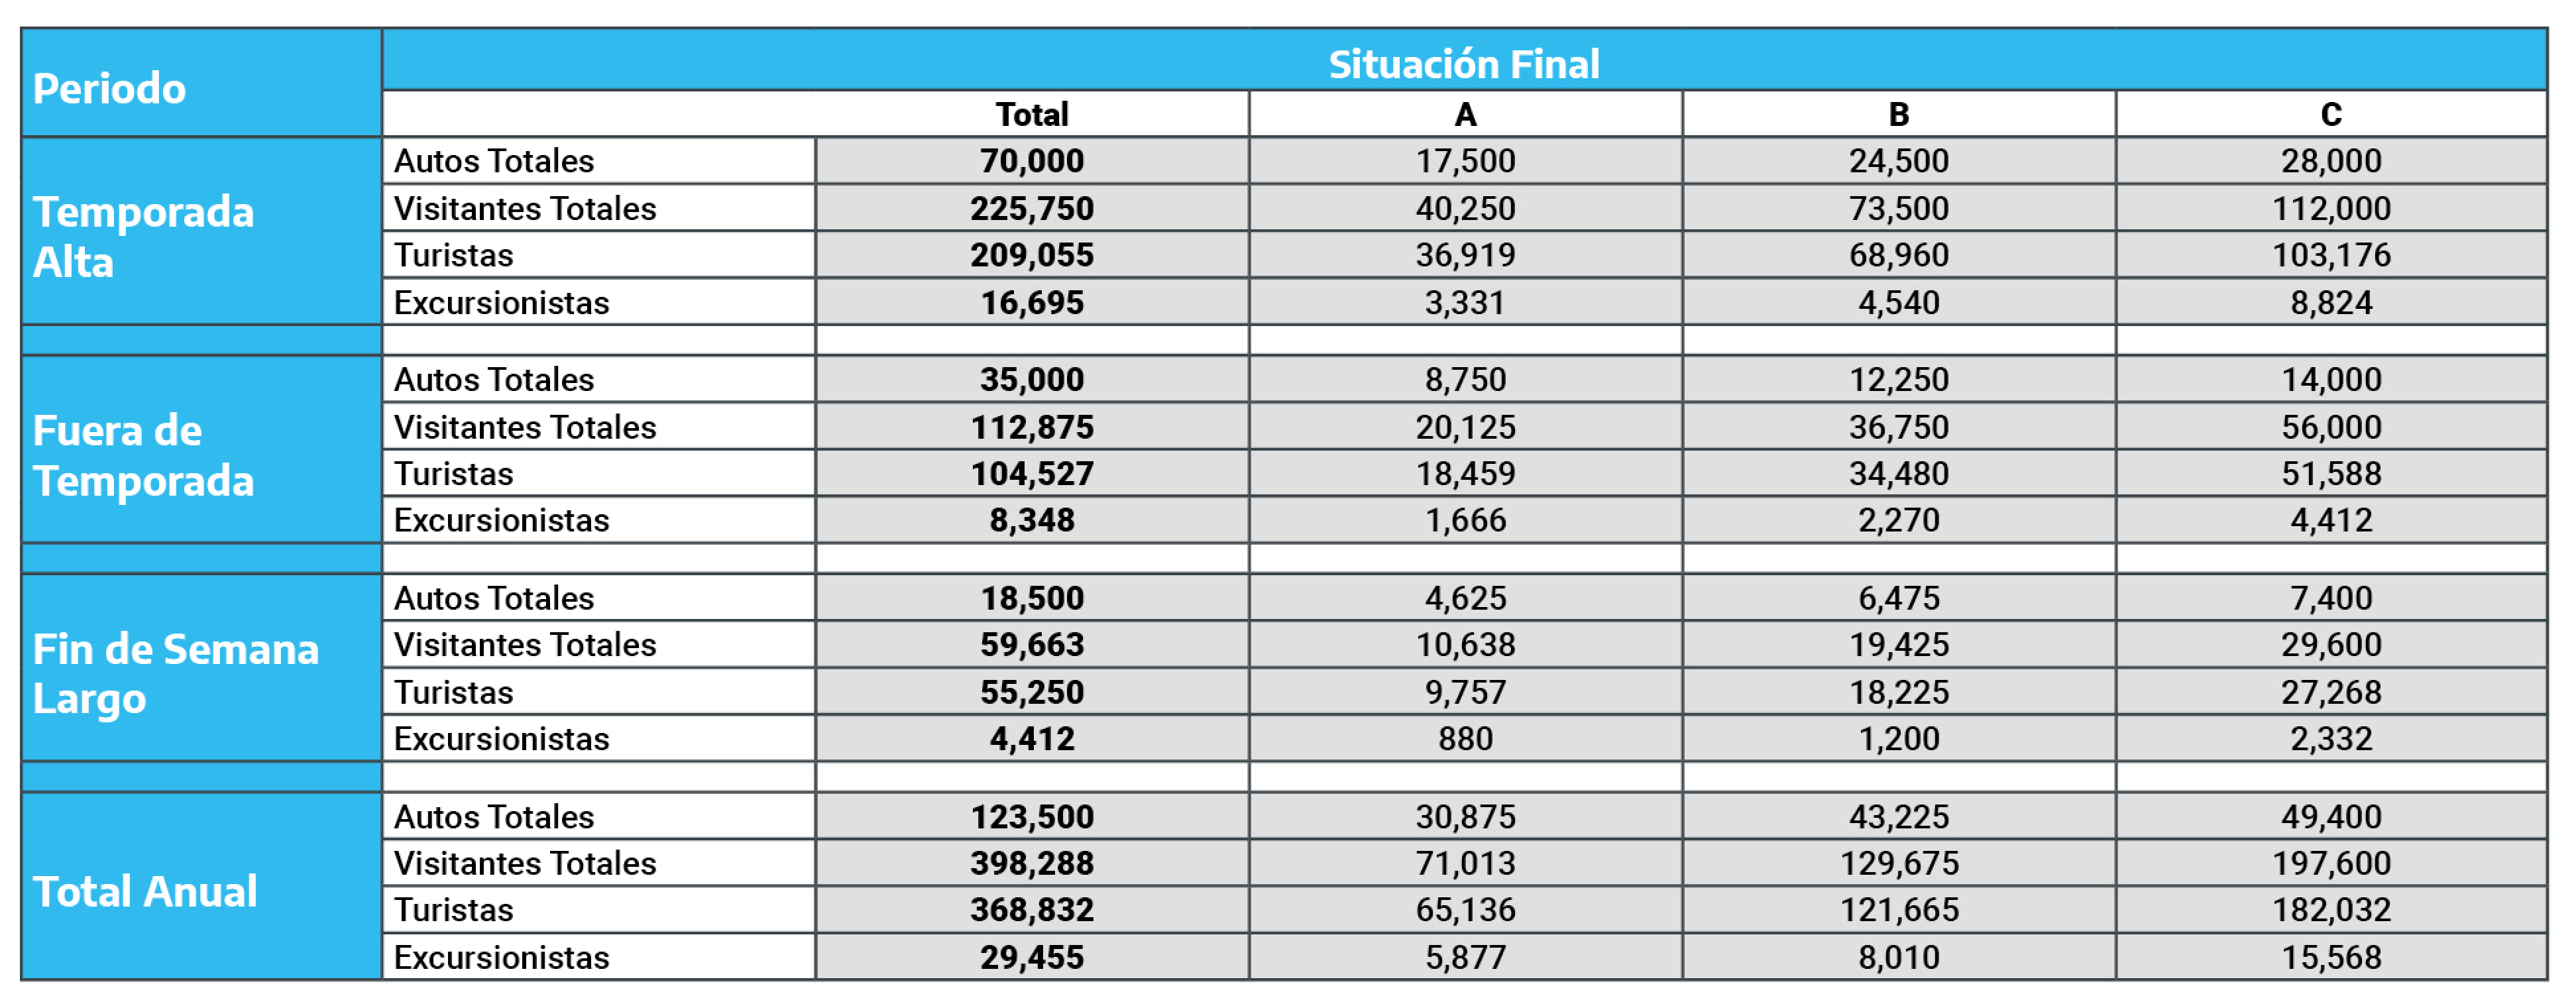 Periodo
Situación Final
Total A B C
Temporada Alta
Autos Totales 70,000 17,500 24,500 28,000
Visitantes Totales 225,750 40,250 73,500 112,000
Turistas 209,055 36,919 68,960 103,176
Excursionistas 16,695 3,331 4,540 8,824
Fuera de Temporada
Autos Totales 35,000 8,750 12,250 14,000
Visitantes Totales 112,875 20,125 36,750 56,000
Turistas 104,527 18,459 34,480 51,588
Excursionistas 8,348 1,666 2,270 4,412
Fin de Semana Largo
Autos Totales 18,500 4,625 6,475 7,400
Visitantes Totales 59,663 10,638 19,425 29,600
Turistas 55,250 9,757 18,225 27,268
Excursionistas 4,412 880 1,200 2,332
Total Anual
Autos Totales 123,500 30,875 43,225 49,400
Visitantes Totales 398,288 71,013 129,675 197,600
Turistas 368,832 65,136 121,665 182,032
Excursionistas 29,455 5,877 8,010 15,568